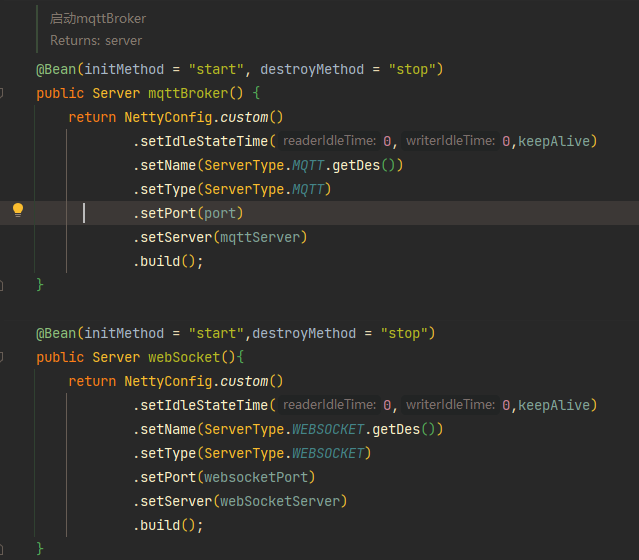 启动mqttBroker
Returns: server
@Bean(initMethod = "start", destroyMethod = "stop")
public Server mqttBroker() {
return NettyConfig.custom()
.setIdleStateTime( readerIdleTime: 0, writerIdleTime: 0,keepAlive)
.setName(ServerType.MQTT.getDes())
.setType(ServerType.MQTT)
.setPort(port)
.setServer(mqttServer)
.build();
}
@Bean(initMethod = "start",destroyMethod = "stop")
public Server webSocket(){
return NettyConfig.custom()
.setIdleStateTime( readerIdleTime: 0, writerIdleTime: 0,keepAlive)
.setName(ServerType.WEBSOCKET.getDes())
.setType(ServerType.WEBSOCKET)
.setPort(websocketPort)
.setServer(webSocketServer)
.build();
}